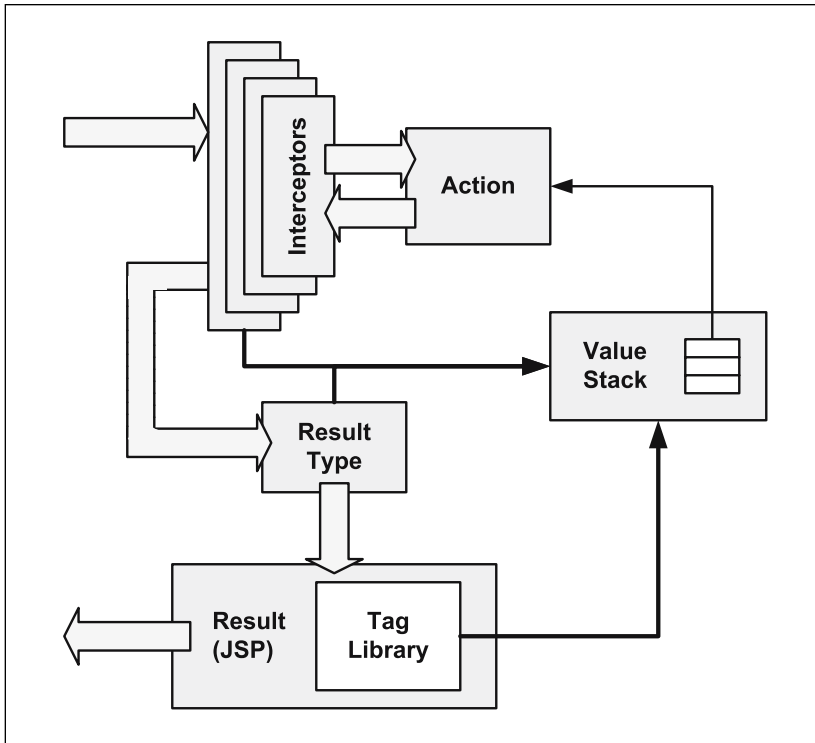 Interceptors
Action
Value
Stack
Result
Type
Result
(JSP)
Tag
Library